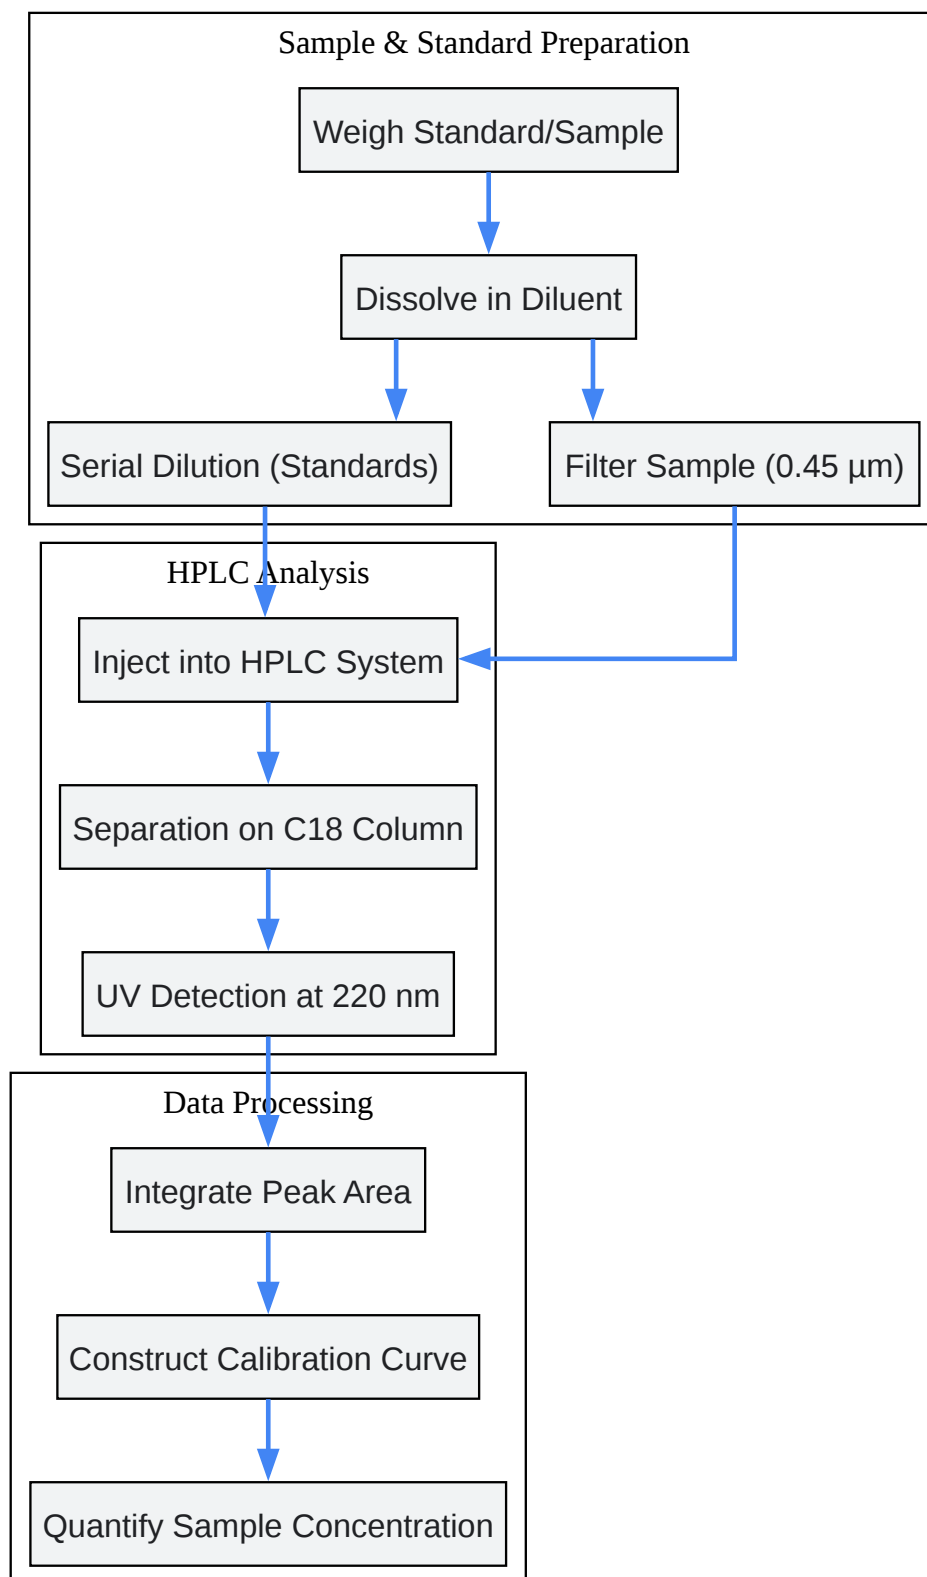 Sample & Standard Preparation
Weigh Standard/Sample
Dissolve in Diluent
Serial Dilution (Standards)
Filter Sample (0.45 µm)
HPLC Analysis
Inject into HPLC System
Separation on C18 Column
UV Detection at 220 nm
Data Processing
Integrate Peak Area
Construct Calibration Curve
Quantify Sample Concentration